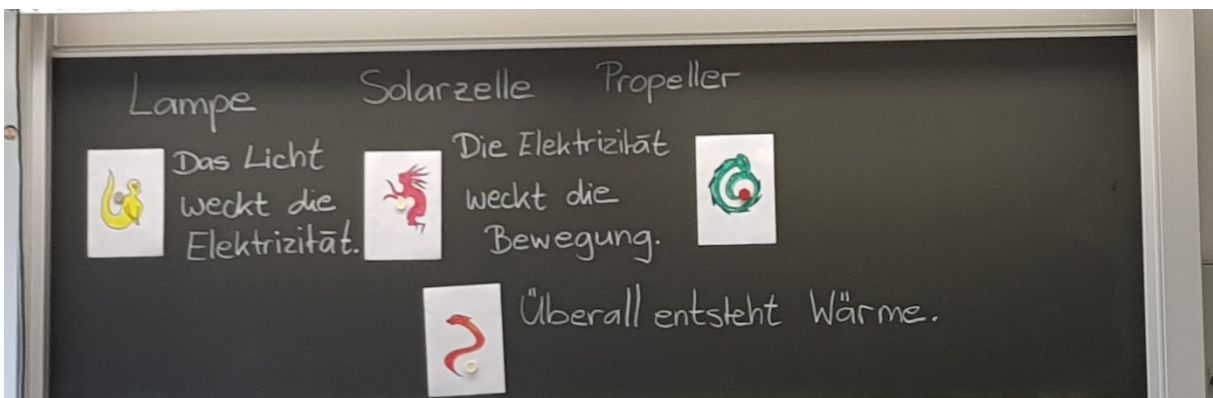 Lampe Solarzelle Propeller
Das Licht
weckt die
Elektrizität.
Die Elektrizität
weckt die
Bewegung.
Überall entsteht Wärme.